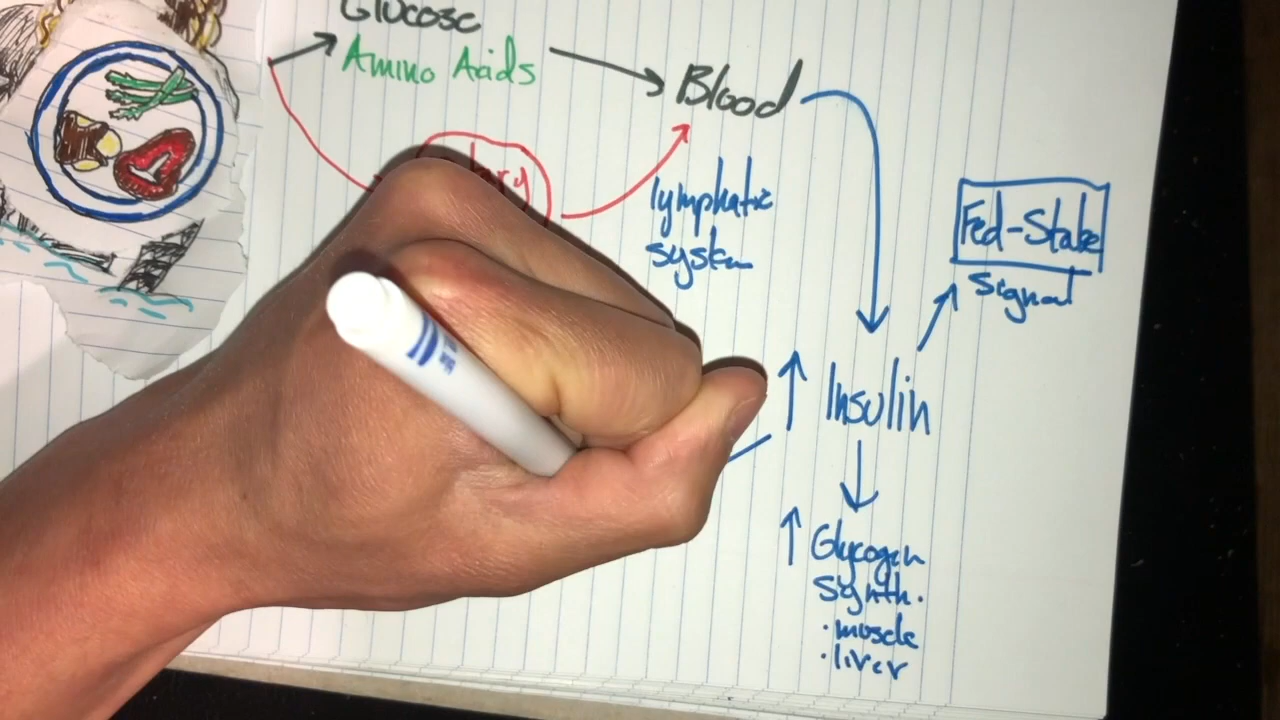 Glucose
Amino Acids
Blood
lymphatic
system
Fed-State
Signal
↑ Insulin
↑ Glycogen
Synth.
· muscle
· liver